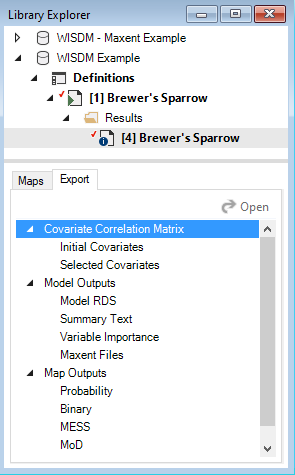 Library Explorer
WISDM - Maxent Example
WISDM Example
Definitions
[1] Brewer's Sparrow
Results
[4] Brewer's Sparrow
Maps Export
Open
Covariate Correlation Matrix
Initial Covariates
Selected Covariates
Model Outputs
Model RDS
Summary Text
Variable Importance
Maxent Files
Map Outputs
Probability
Binary
MESS
MoD